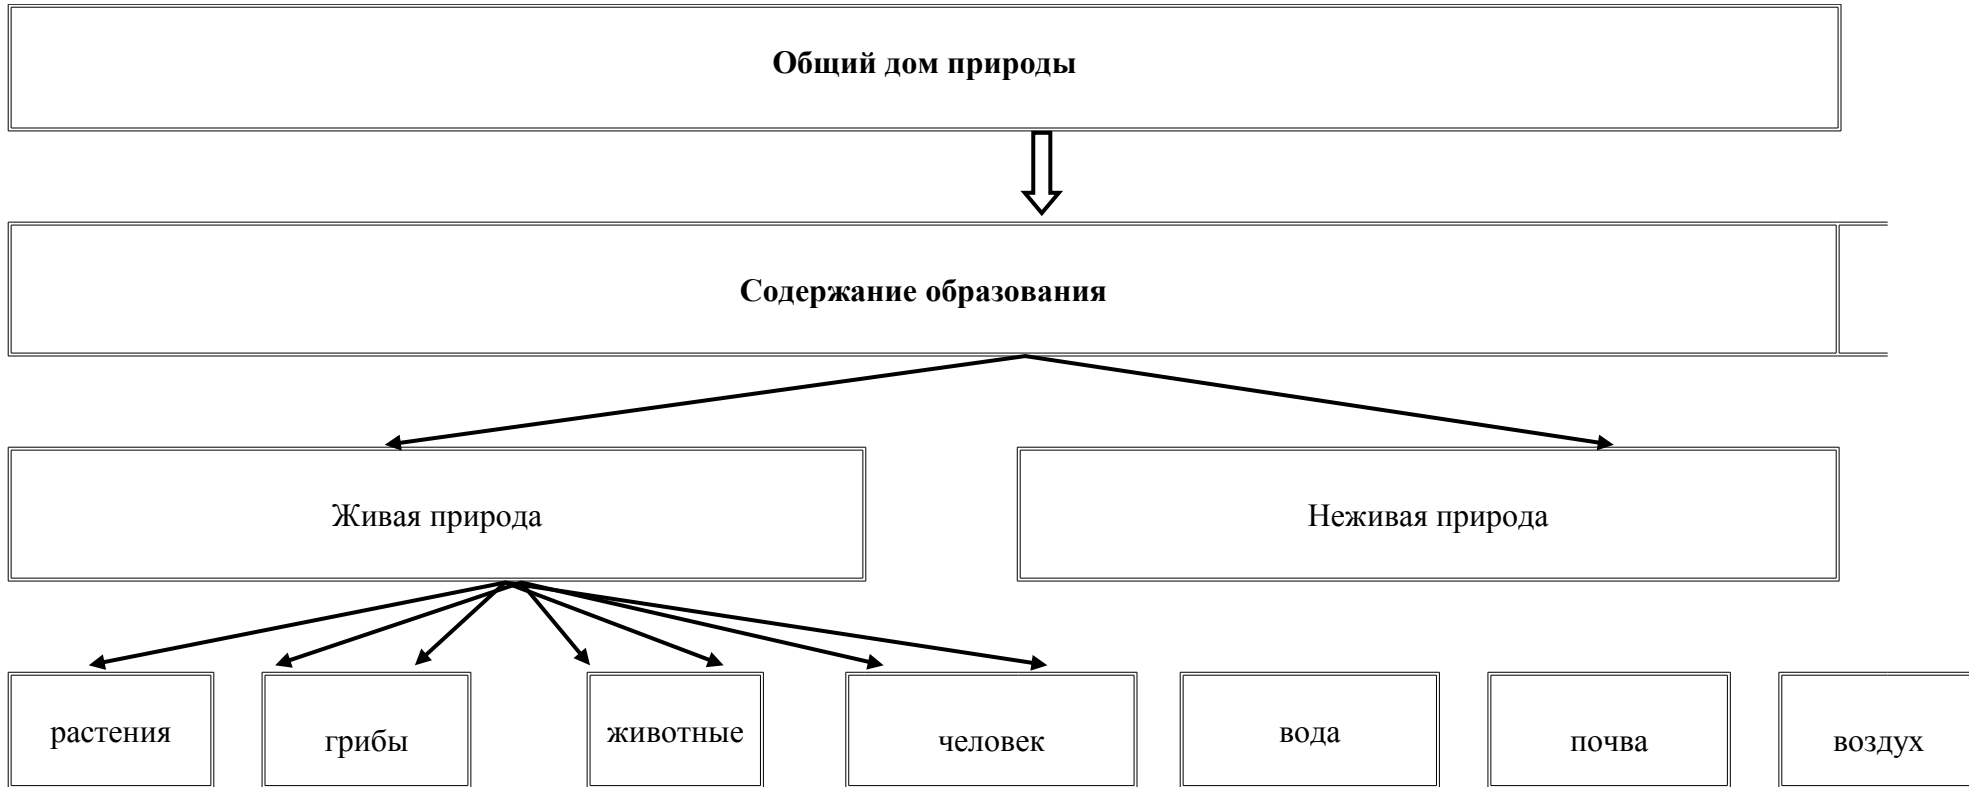 Общий дом природы
Содержание образования
Живая природа
Неживая природа
растения
грибы
животные
человек
вода
почва
воздух